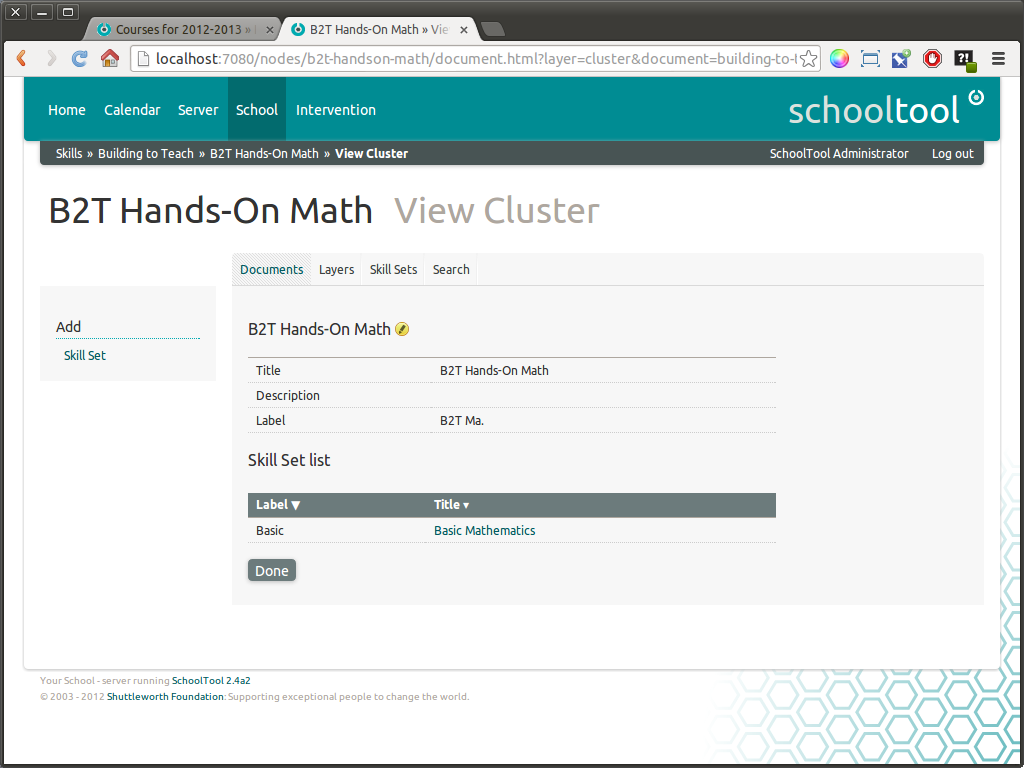 Courses for 2012-2013 »
B2T Hands-On Math » Vie
localhost:7080/nodes/b2t-handson-math/document.html?layer=cluster&document=building-to-
Home Calendar Server School Intervention
schooltool
Skills » Building to Teach » B2T Hands-On Math » View Cluster
SchoolTool Administrator Log out
B2T Hands-On Math View Cluster
Documents Layers Skill Sets Search
Add
Skill Set
B2T Hands-On Math
Title B2T Hands-On Math
Description
Label B2T Ma.
Skill Set list
Label ▼ Title ▾
Basic Basic Mathematics
Done
Your School - server running SchoolTool 2.4a2
© 2003 - 2012 Shuttleworth Foundation: Supporting exceptional people to change the world.